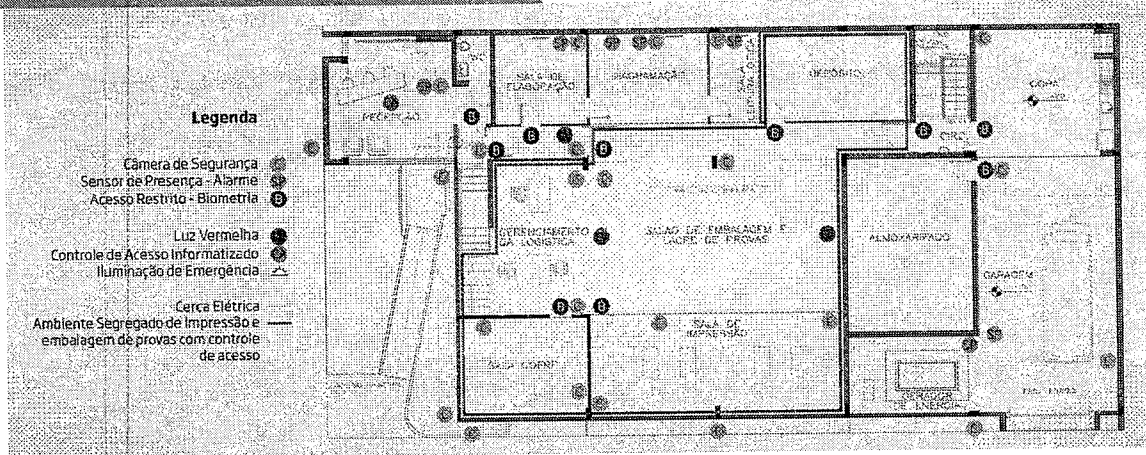 Legenda
Câmera de Segurança
Sensor de Presença - Alarme
Acesso Restrito - Biometria B
Luz Vermelha
Controle de Acesso Informatizado
Iluminação de Emergência
Cerca Elétrica
Ambiente Segregado de Impressão e
embalagem de provas com controle
de acesso
RECEPÇÃO
SALA DE
ELABORAÇÃO
DIAGRAMAÇÃO
SALA
DEPÓSITO
COPA
GERENCIAMENTO
DA LOGÍSTICA
SALÃO DE EMBALAGEM E
LACRE DE PROVAS
ALMOXARIFADO
GARAGEM
SALA DE
IMPRESSÃO
SALA COFRE
GERADOR
DE ENERGIA